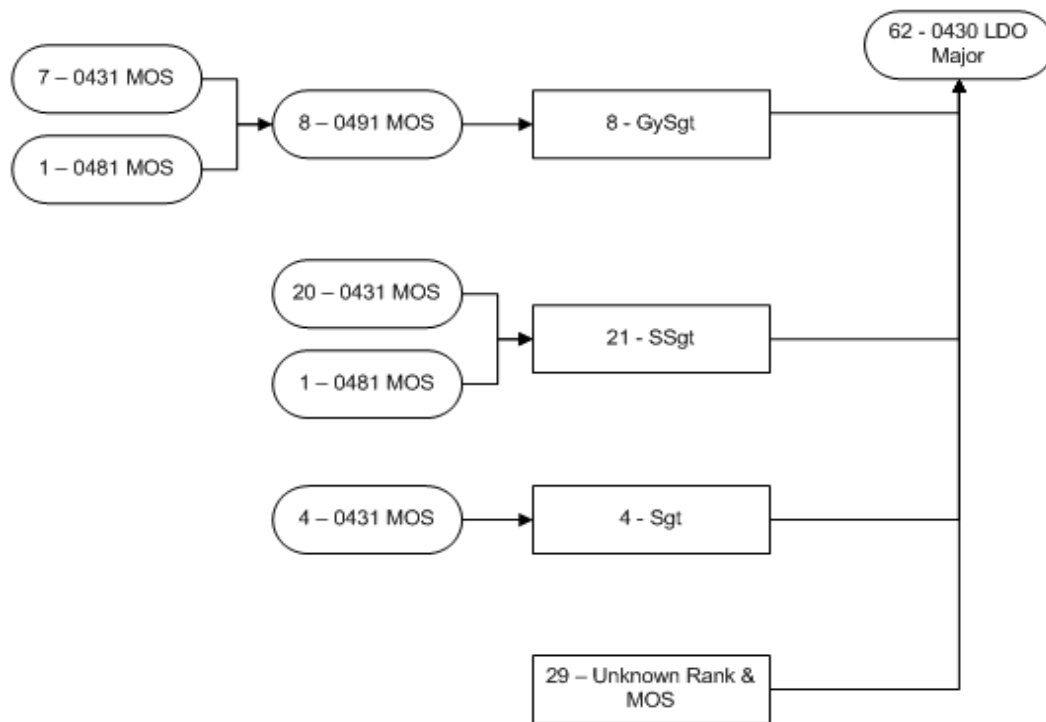 62 - 0430 LDO
Major
7 – 0431 MOS
8 – 0491 MOS
8 - GySgt
1 – 0481 MOS
20 – 0431 MOS
21 - SSgt
1 – 0481 MOS
4 – 0431 MOS
4 - Sgt
29 – Unknown Rank &
MOS